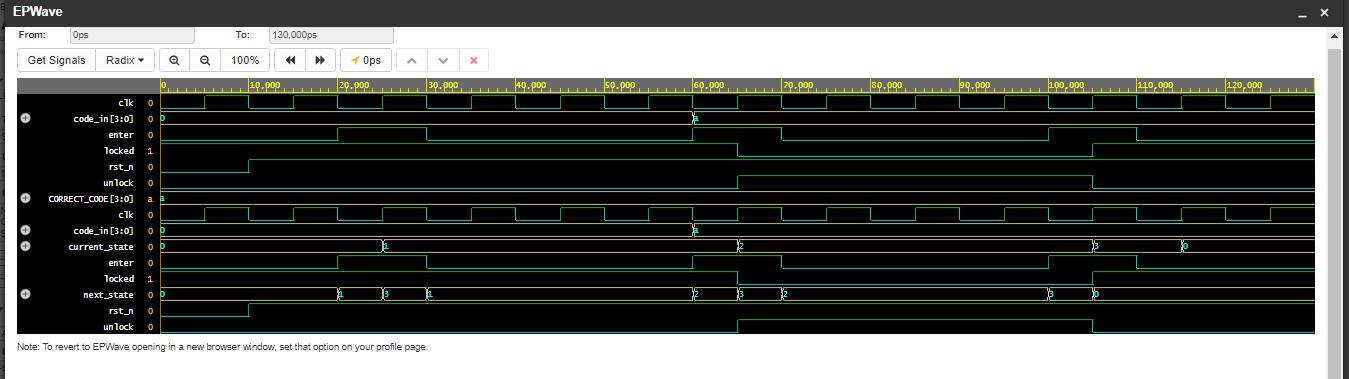 EPWave
From: 0ps To: 130,000ps
Get Signals Radix 100% 0ps
0 10,000 20,000 30,000 40,000 50,000 60,000 70,000 80,000 90,000 100,000 110,000 120,000
clk 0
code_in[3:0] 0 0 a
enter 0
locked 1
rst_n 0
unlock 0
CORRECT_CODE[3:0] a a
clk 0
code_in[3:0] 0 0 a
current_state 0 0 1 2 3 0
enter 0
locked 1
next_state 0 0 1 3 1 2 3 2 3 0
rst_n 0
unlock 0
Note: To revert to EPWave opening in a new browser window, set that option on your profile page.